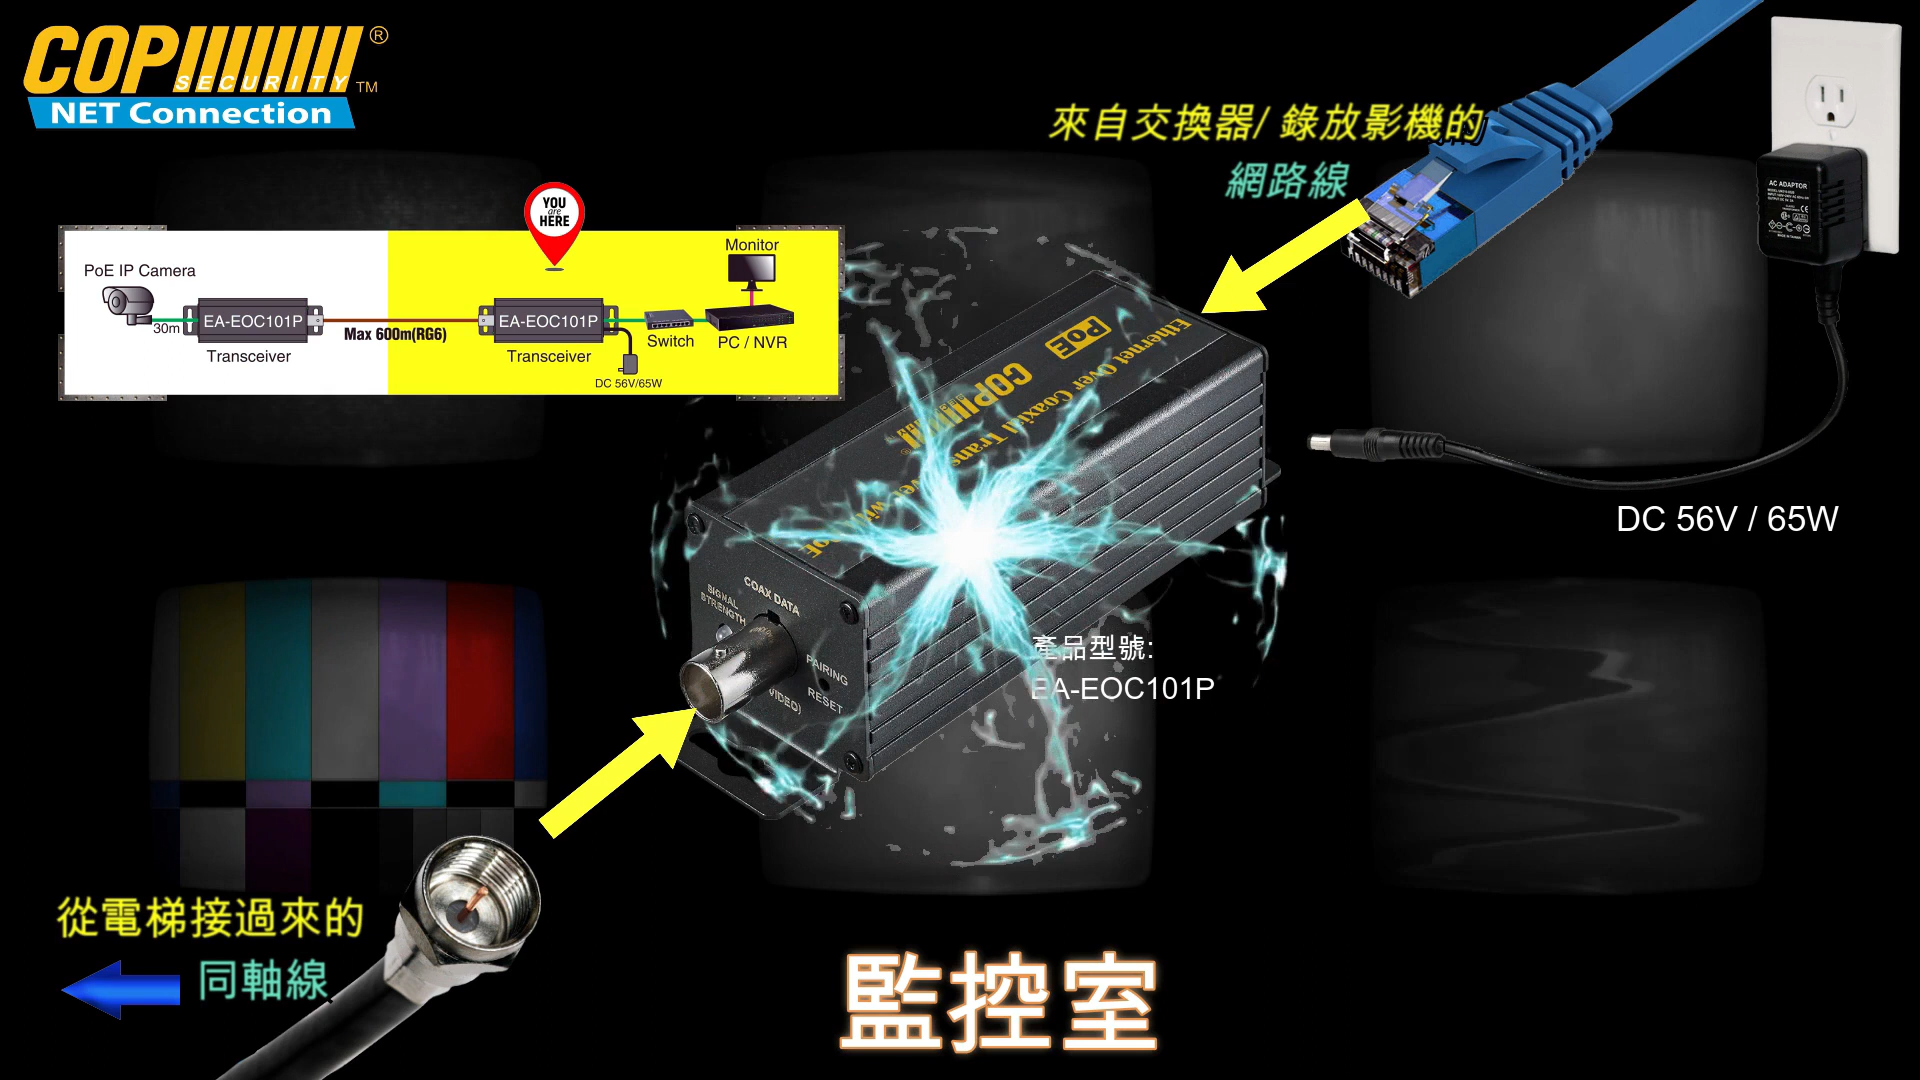 COP
SECURITY
® TM
NET Connection
來自交換器/ 錄放影機的
網路線
AC ADAPTOR
YOU
are
HERE
Monitor
PoE IP Camera
30m
EA-EOC101P
Max 600m(RG6)
EA-EOC101P
Transceiver
Transceiver
Switch
PC / NVR
DC 56V/65W
PoE
Ethernet Over Coaxial
COP
DC 56V / 65W
COAX DATA
SIGNAL
STRENGTH
PAIRING
RESET
VIDEO)
產品型號:
EA-EOC101P
從電梯接過來的
同軸線
監控室